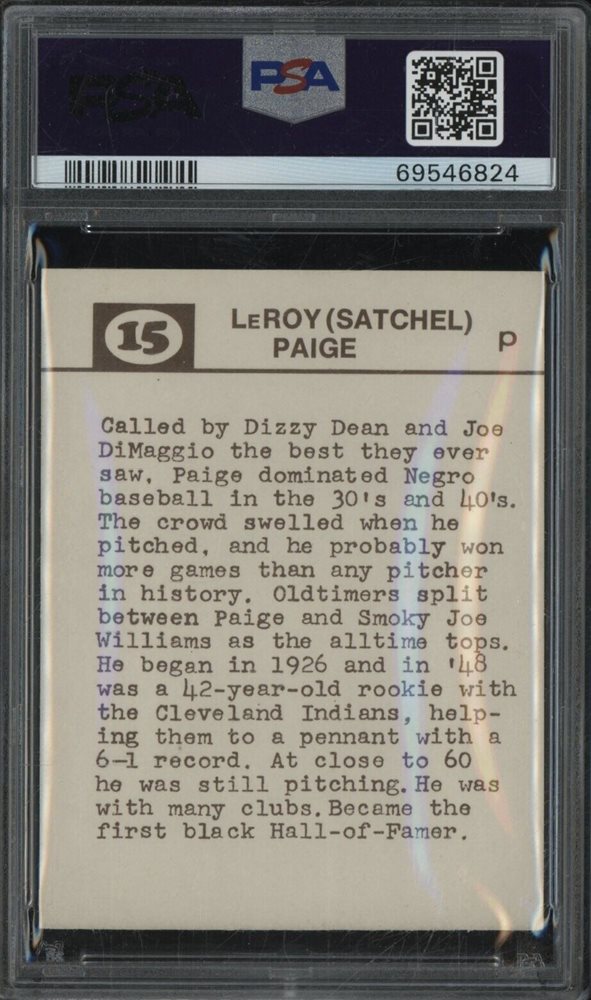 PSA
PSA
69546824
15
LEROY (SATCHEL)
PAIGE
P
Called by Dizzy Dean and Joe
DiMaggio the best they ever
saw, Paige dominated Negro
baseball in the 30's and 40's.
The crowd swelled when he
pitched, and he probably won
more games than any pitcher
in history. Oldtimers split
between Paige and Smoky Joe
Williams as the alltime tops.
He began in 1926 and in '48
was a 42-year-old rookie with
the Cleveland Indians, help-
ing them to a pennant with a
6-1 record. At close to 60
he was still pitching. He was
with many clubs. Became the
first black Hall-of-Famer.